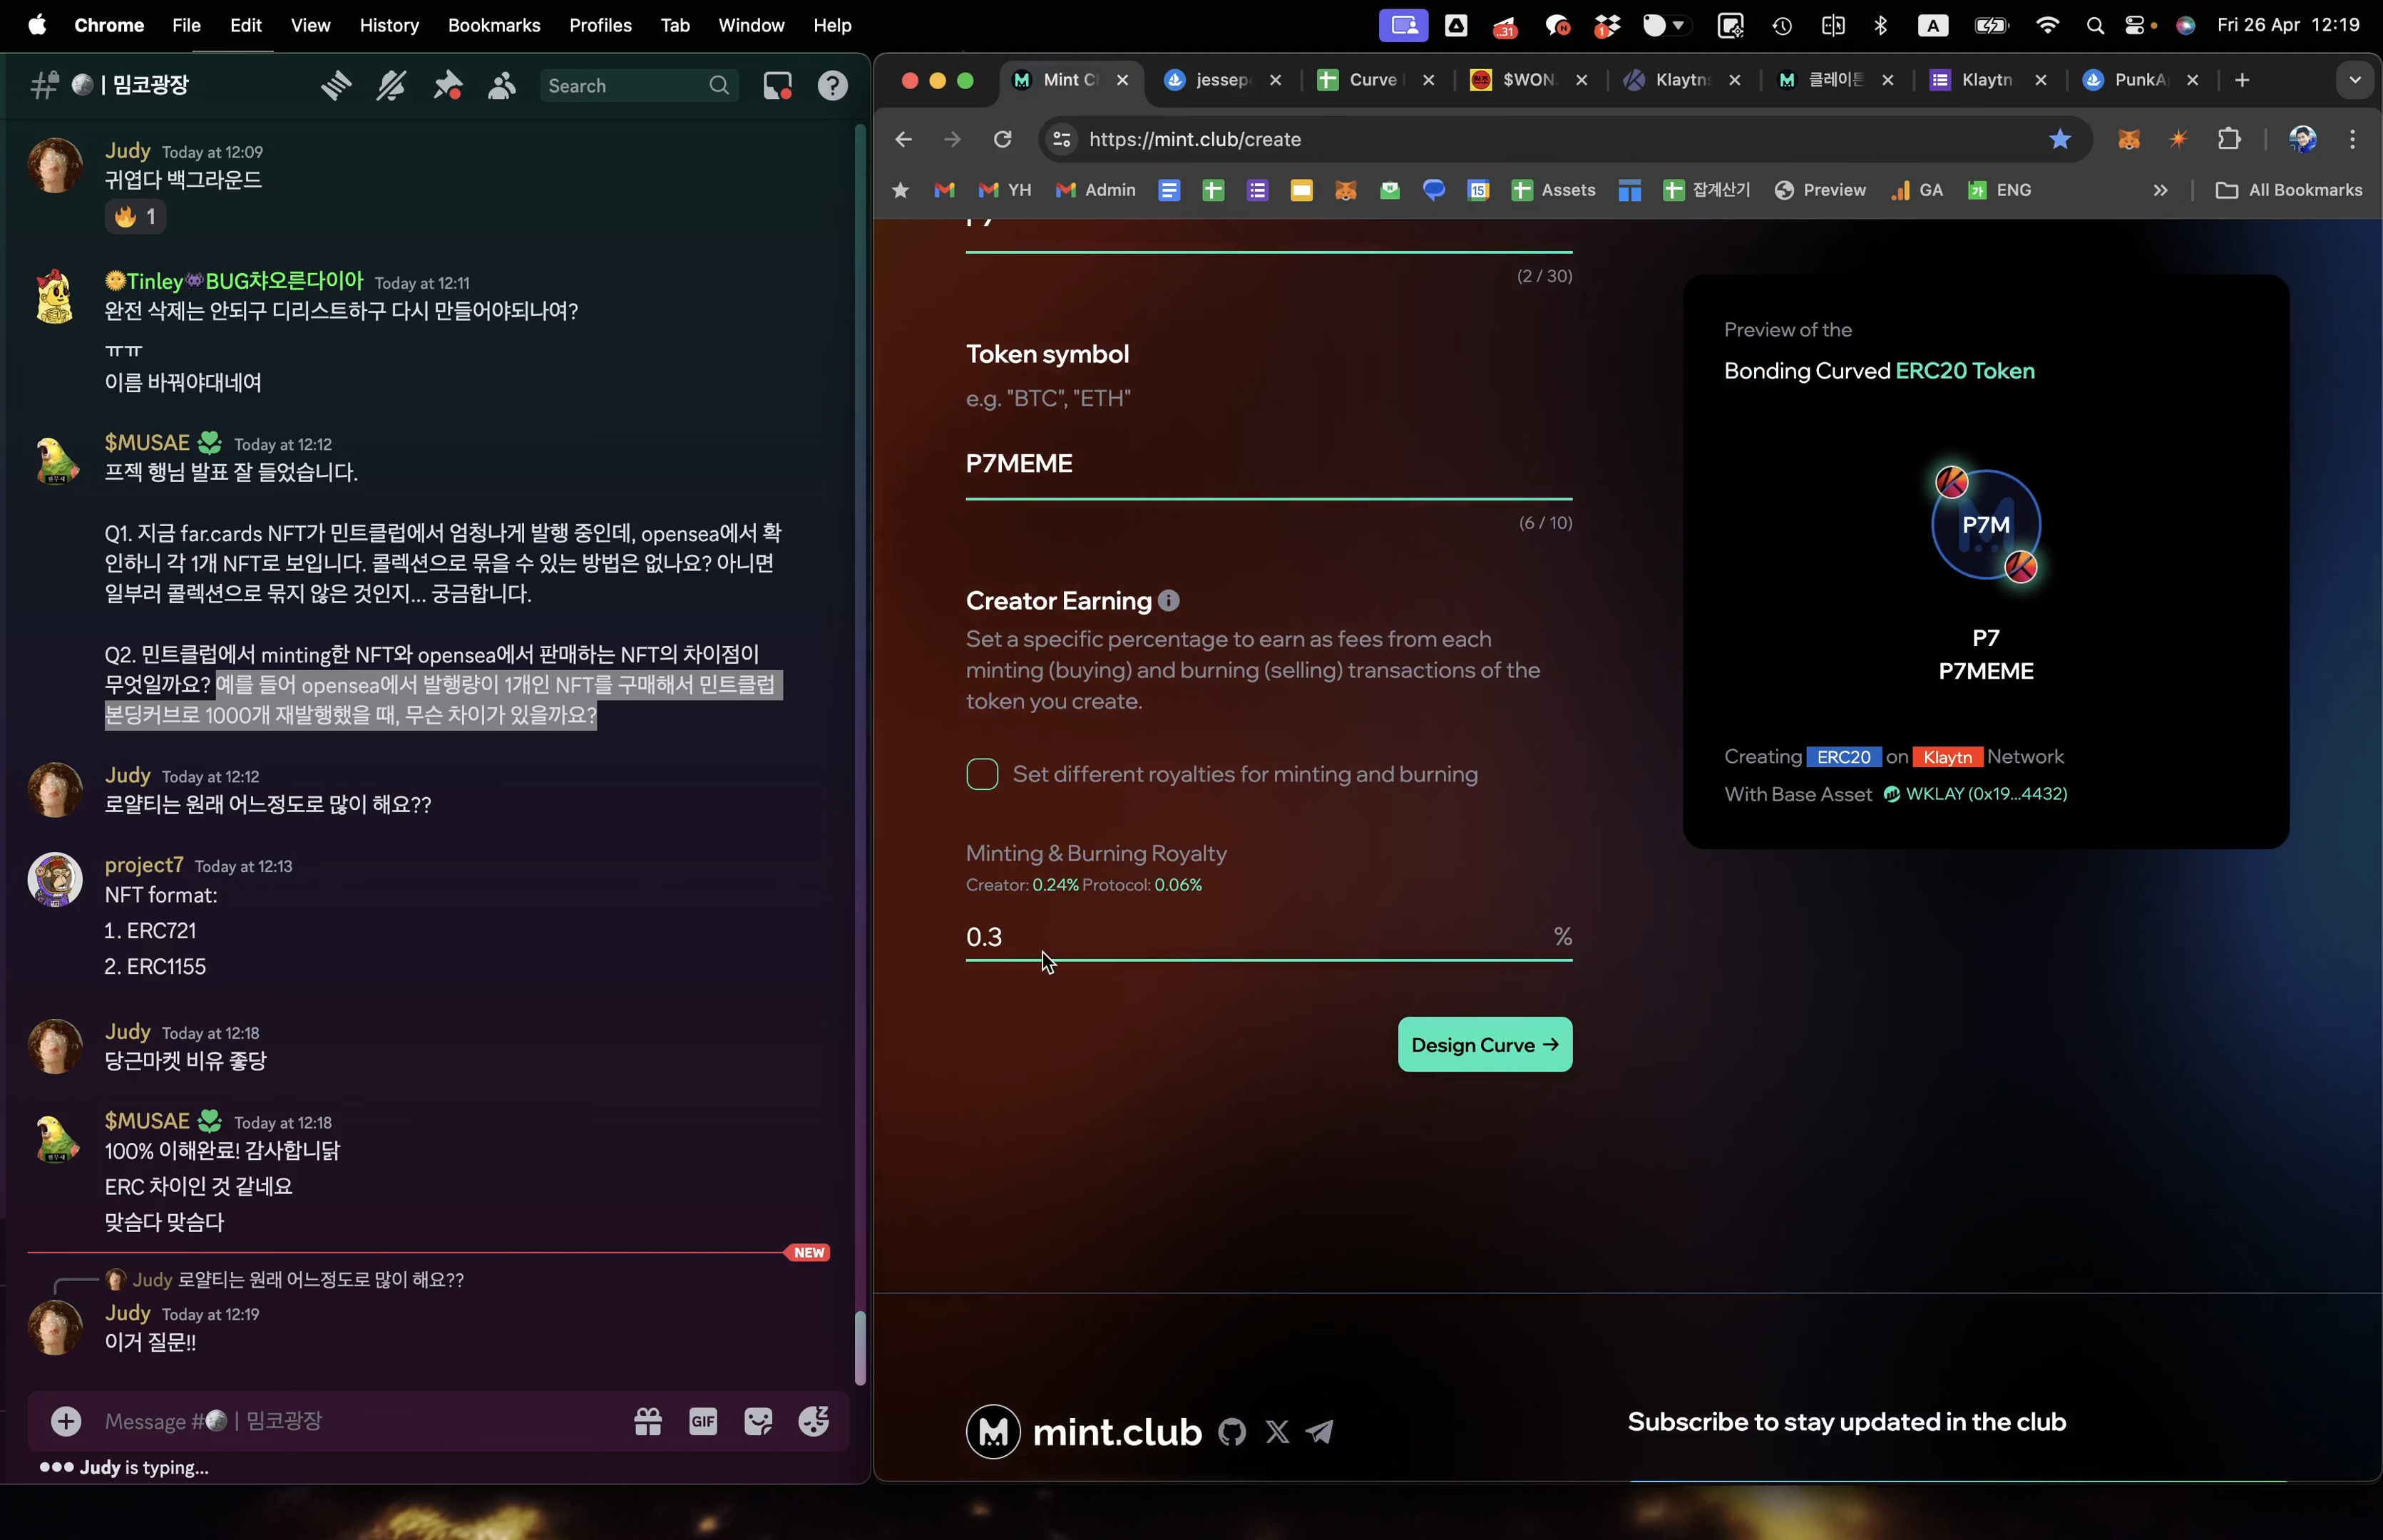 Chrome File Edit View History Bookmarks Profiles Tab Window Help
Fri 26 Apr 12:19
밈코광장
Search
Judy Today at 12:09
귀엽다 백그라운드
🔥 1
🌞Tinley👾BUG챠오른다이아 Today at 12:11
완전 삭제는 안되구 디리스트하구 다시 만들어야되나여?
ㅠㅠ
이름 바꿔야대네여
$MUSAE Today at 12:12
프젝 행님 발표 잘 들었습니다.
Q1. 지금 far.cards NFT가 민트클럽에서 엄청나게 발행 중인데, opensea에서 확
인하니 각 1개 NFT로 보입니다. 콜렉션으로 묶을 수 있는 방법은 없나요? 아니면
일부러 콜렉션으로 묶지 않은 것인지... 궁금합니다.
Q2. 민트클럽에서 minting한 NFT와 opensea에서 판매하는 NFT의 차이점이
무엇일까요? 예를 들어 opensea에서 발행량이 1개인 NFT를 구매해서 민트클럽
본딩커브로 1000개 재발행했을 때, 무슨 차이가 있을까요?
Judy Today at 12:12
로얄티는 원래 어느정도로 많이 해요??
project7 Today at 12:13
NFT format:
1. ERC721
2. ERC1155
Judy Today at 12:18
당근마켓 비유 좋당
$MUSAE Today at 12:18
100% 이해완료! 감사합니닭
ERC 차이인 것 같네요
맞슴다 맞슴다
NEW
Judy 로얄티는 원래 어느정도로 많이 해요??
Judy Today at 12:19
이거 질문!!
Message # | 밈코광장
GIF
Judy is typing...
Mint Cl jessepo Curve $WON Klaytn 클레이튼 Klaytn PunkA
https://mint.club/create
YH Admin Assets 잡계산기 Preview GA ENG All Bookmarks
P7
(2 / 30)
Token symbol
e.g. "BTC", "ETH"
P7MEME
(6 / 10)
Creator Earning
Set a specific percentage to earn as fees from each
minting (buying) and burning (selling) transactions of the
token you create.
Set different royalties for minting and burning
Minting & Burning Royalty
Creator: 0.24% Protocol: 0.06%
0.3 %
Design Curve →
Preview of the
Bonding Curved ERC20 Token
P7M
P7
P7MEME
Creating ERC20 on Klaytn Network
With Base Asset WKLAY (0x19...4432)
mint.club
Subscribe to stay updated in the club